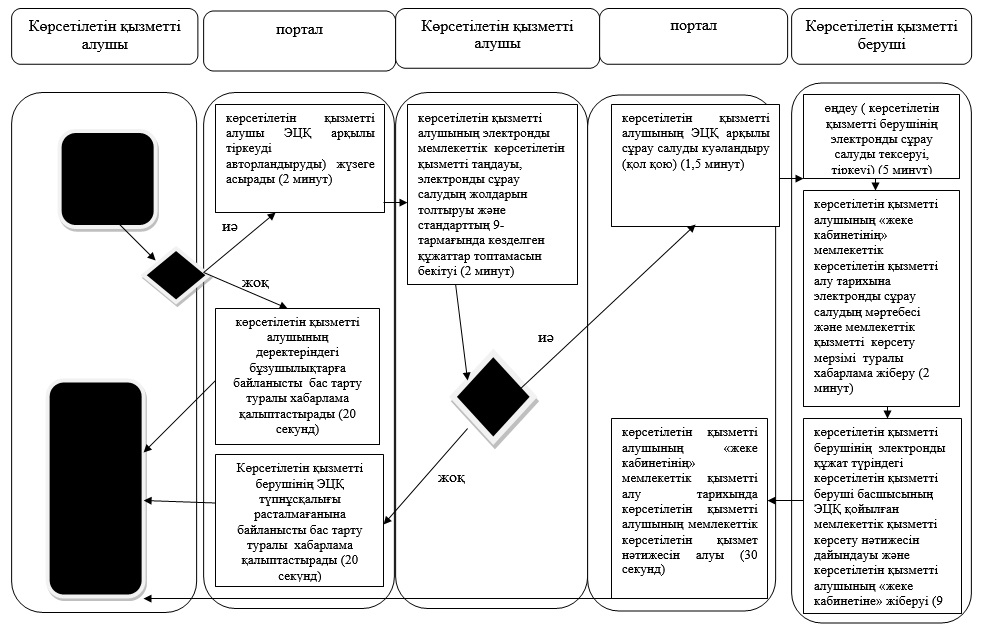 Көрсетілетін қызметті
алушы
портал
Көрсетілетін қызметті
алушы
портал
Көрсетілетін қызметті
беруші
көрсетілетін қызметті
алушы ЭЦҚ арқылы
тіркеуді
авторландыруды) жүзеге
асырады (2 минут)
иә
жоқ
көрсетілетін қызметті
алушының
деректеріндегі
бұзушылықтарға
байланысты бас тарту
туралы хабарлама
қалыптастырады (20
секунд)
Көрсетілетін қызметті
берушінің ЭЦҚ
түпнұсқалығы
расталмағанына
байланысты бас тарту
туралы хабарлама
қалыптастырады (20
секунд)
көрсетілетін қызметті
алушының электронды
мемлекеттік көрсетілетін
қызметті таңдауы,
электронды сұрау
салудың жолдарын
толтыруы және
стандарттың 9-
тармағында көзделген
құжаттар топтамасын
бекітуі (2 минут)
иә
жоқ
көрсетілетін қызметті
алушының ЭЦҚ арқылы
сұрау салуды куәландыру
(қол қою) (1,5 минут)
көрсетілетін қызметті
алушының «жеке
кабинетінің»
мемлекеттік қызметті
алу тарихында
көрсетілетін қызметті
алушының мемлекеттік
көрсетілетін қызмет
нәтижесін алуы (30
секунд)
өңдеу ( көрсетілетін
қызметті берушінің
электронды сұрау
салуды тексеруі,
тіркеуі) (5 минут)
көрсетілетін қызметті
алушының «жеке
кабинетінің»
мемлекеттік
көрсетілетін қызметті
алу тарихына
электронды сұрау
салудың мәртебесі
және мемлекеттік
қызметті көрсету
мерзімі туралы
хабарлама жіберу (2
минут)
көрсетілетін қызметті
берушінің электронды
құжат түріндегі
көрсетілетін қызметті
беруші басшысының
ЭЦҚ қойылған
мемлекеттік қызметті
көрсету нәтижесін
дайындауы және
көрсетілетін қызметті
алушының «жеке
кабинетіне» жіберуі (9